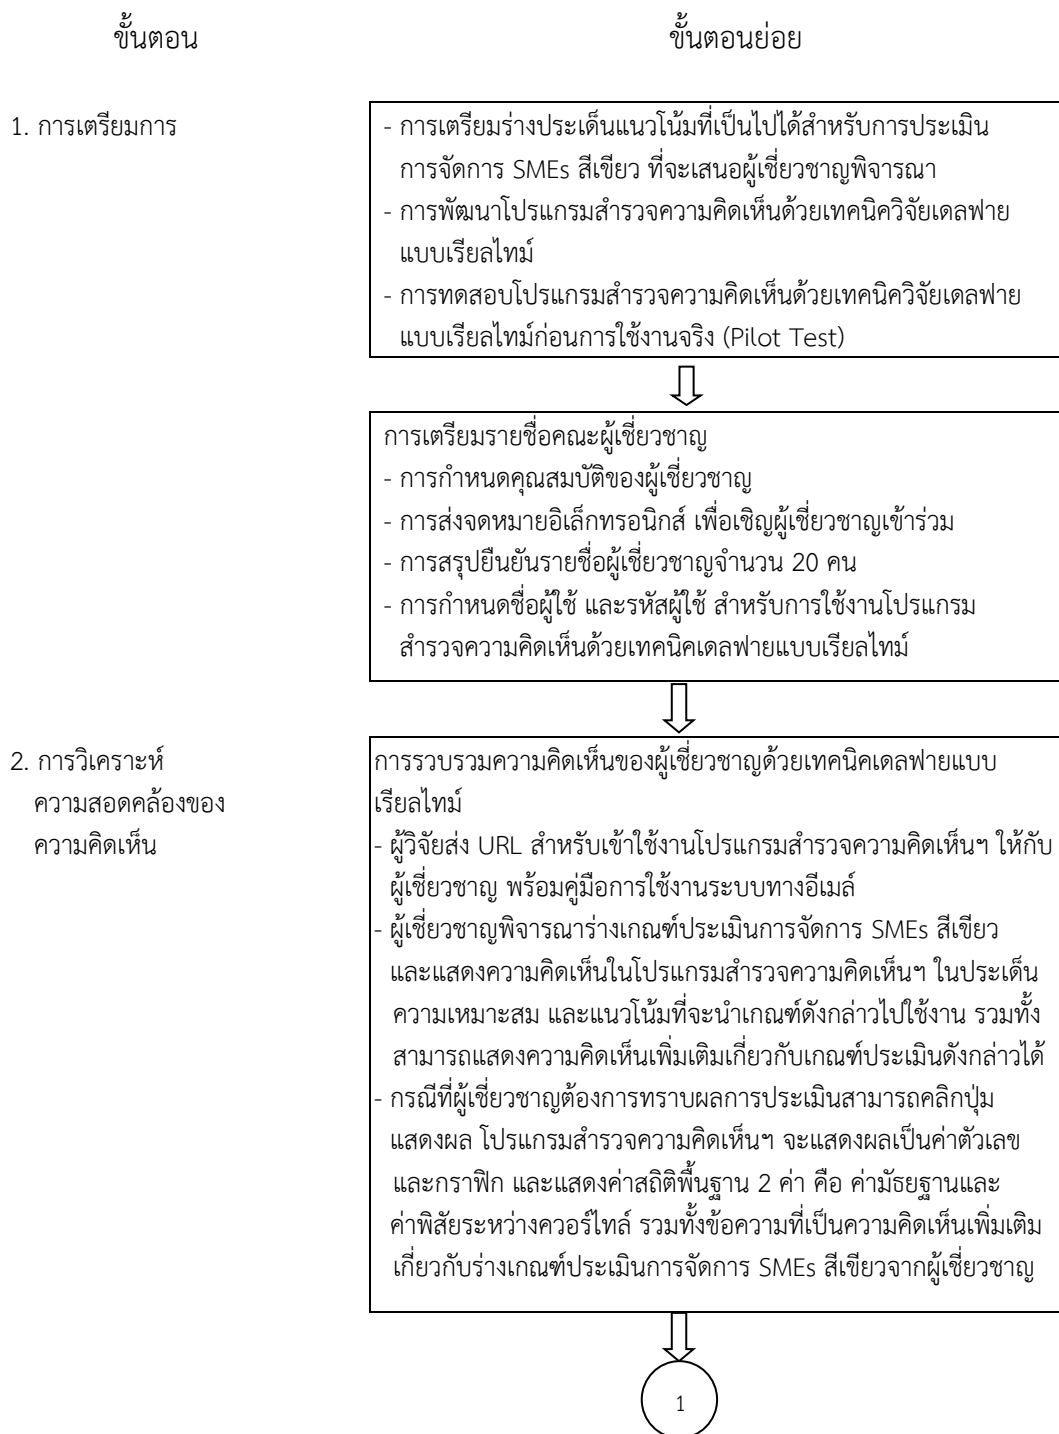 ขั้นตอน
ขั้นตอนย่อย
1. การเตรียมการ
- การเตรียมร่างประเด็นแนวโน้มที่เป็นไปได้สำหรับการประเมิน
การจัดการ SMEs สีเขียว ที่จะเสนอผู้เชี่ยวชาญพิจารณา
- การพัฒนาโปรแกรมสำรวจความคิดเห็นด้วยเทคนิควิจัยเดลฟาย
แบบเรียลไทม์
- การทดสอบโปรแกรมสำรวจความคิดเห็นด้วยเทคนิควิจัยเดลฟาย
แบบเรียลไทม์ก่อนการใช้งานจริง (Pilot Test)
การเตรียมรายชื่อคณะผู้เชี่ยวชาญ
- การกำหนดคุณสมบัติของผู้เชี่ยวชาญ
- การส่งจดหมายอิเล็กทรอนิกส์ เพื่อเชิญผู้เชี่ยวชาญเข้าร่วม
- การสรุปยืนยันรายชื่อผู้เชี่ยวชาญจำนวน 20 คน
- การกำหนดชื่อผู้ใช้ และรหัสผู้ใช้ สำหรับการใช้งานโปรแกรม
สำรวจความคิดเห็นด้วยเทคนิคเดลฟายแบบเรียลไทม์
2. การวิเคราะห์
ความสอดคล้องของ
ความคิดเห็น
การรวบรวมความคิดเห็นของผู้เชี่ยวชาญด้วยเทคนิคเดลฟายแบบ
เรียลไทม์
- ผู้วิจัยส่ง URL สำหรับเข้าใช้งานโปรแกรมสำรวจความคิดเห็นฯ ให้กับ
ผู้เชี่ยวชาญ พร้อมคู่มือการใช้งานระบบทางอีเมล์
- ผู้เชี่ยวชาญพิจารณาร่างเกณฑ์ประเมินการจัดการ SMEs สีเขียว
และแสดงความคิดเห็นในโปรแกรมสำรวจความคิดเห็นฯ ในประเด็น
ความเหมาะสม และแนวโน้มที่จะนำเกณฑ์ดังกล่าวไปใช้งาน รวมทั้ง
สามารถแสดงความคิดเห็นเพิ่มเติมเกี่ยวกับเกณฑ์ประเมินดังกล่าวได้
- กรณีที่ผู้เชี่ยวชาญต้องการทราบผลการประเมินสามารถคลิกปุ่ม
แสดงผล โปรแกรมสำรวจความคิดเห็นฯ จะแสดงผลเป็นค่าตัวเลข
และกราฟิก และแสดงค่าสถิติพื้นฐาน 2 ค่า คือ ค่ามัธยฐานและ
ค่าพิสัยระหว่างควอร์ไทล์ รวมทั้งข้อความที่เป็นความคิดเห็นเพิ่มเติม
เกี่ยวกับร่างเกณฑ์ประเมินการจัดการ SMEs สีเขียวจากผู้เชี่ยวชาญ
1